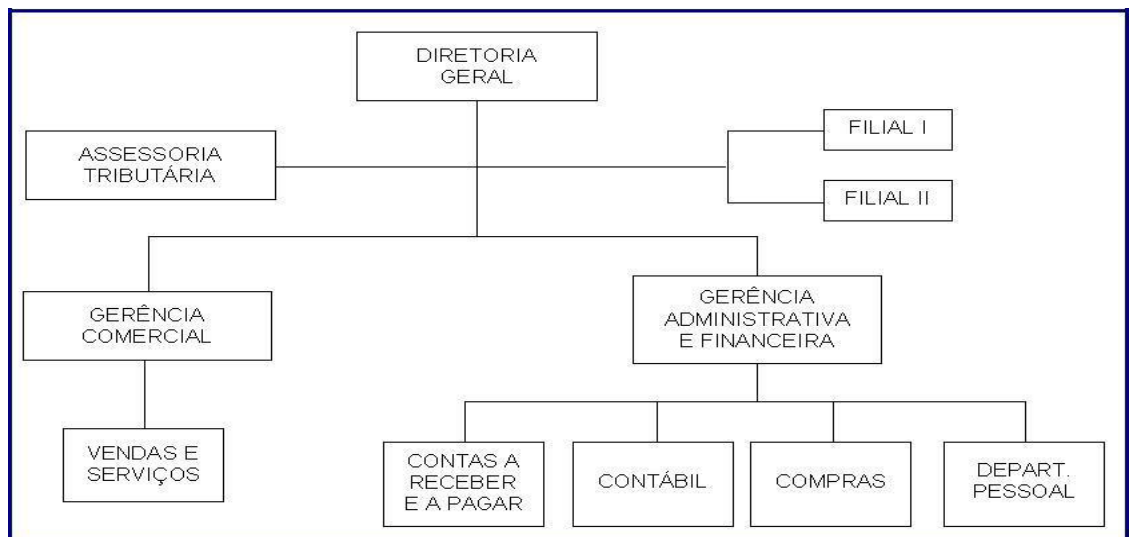 DIRETORIA
GERAL
ASSESSORIA
TRIBUTÁRIA
FILIAL I
FILIAL II
GERÊNCIA
COMERCIAL
GERÊNCIA
ADMINISTRATIVA
E FINANCEIRA
VENDAS E
SERVIÇOS
CONTAS A
RECEBER
E A PAGAR
CONTÁBIL
COMPRAS
DEPART.
PESSOAL